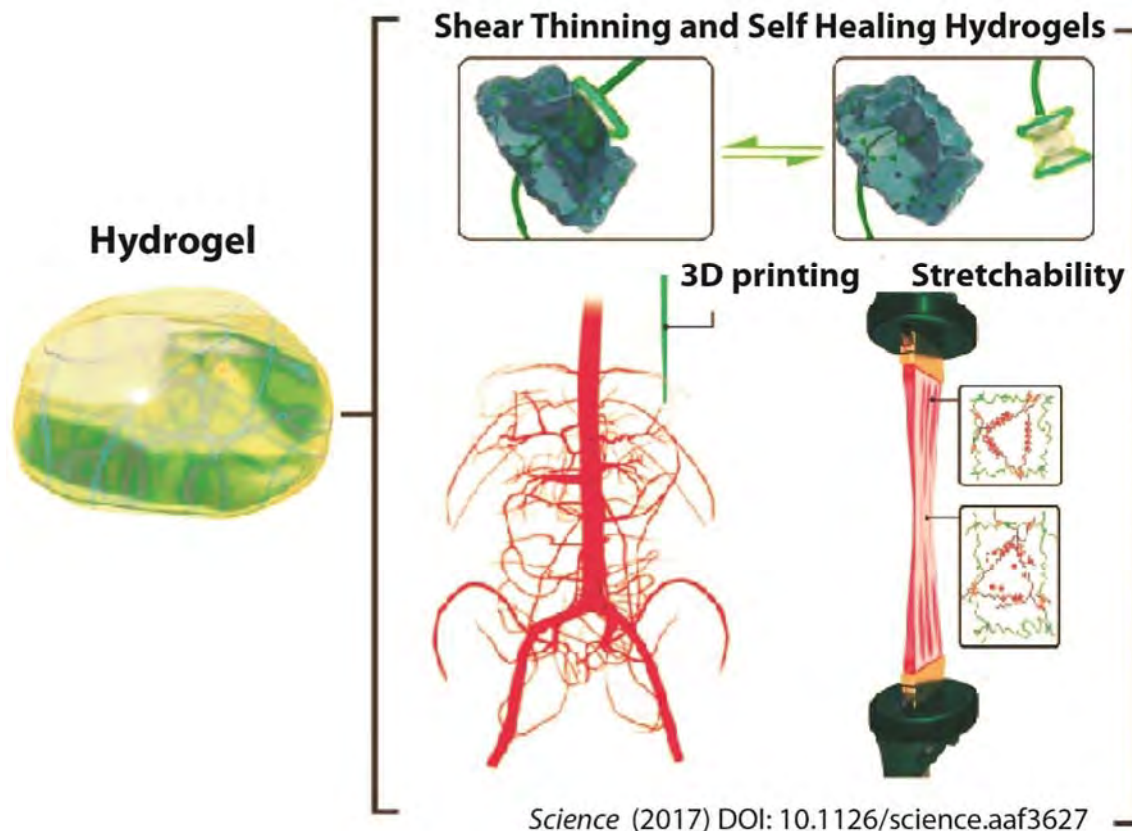 Shear Thinning and Self Healing Hydrogels
Hydrogel
3D printing
Stretchability
Science (2017) DOI: 10.1126/science.aaf3627